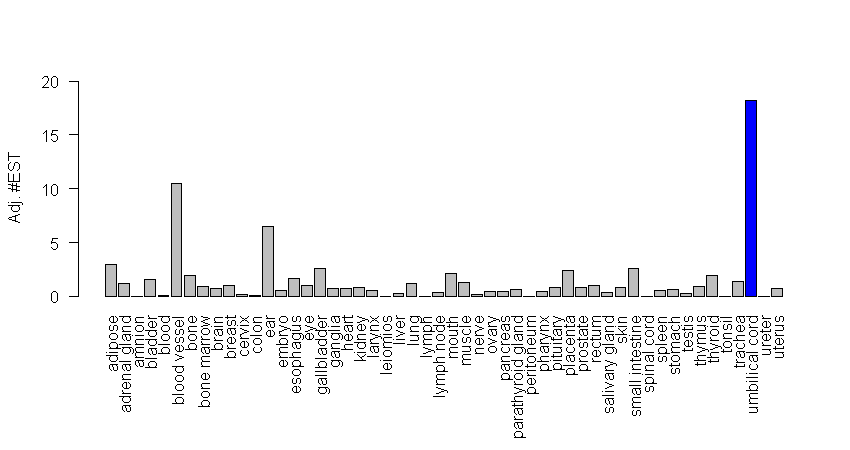 20
15
10
5
0
Adj. #EST
adipose
adrenal gland
amnion
bladder
blood
blood vessel
bone
bone marrow
brain
breast
cervix
colon
ear
embryo
esophagus
eye
gallbladder
ganglia
heart
kidney
larynx
leiomios
liver
lung
lymph
lymph node
mouth
muscle
nerve
ovary
pancreas
parathyroid gland
peritoneum
pharynx
pituitary
placenta
prostate
rectum
salivary gland
skin
small intestine
spinal cord
spleen
stomach
testis
thymus
thyroid
tonsil
trachea
umbilical cord
ureter
uterus